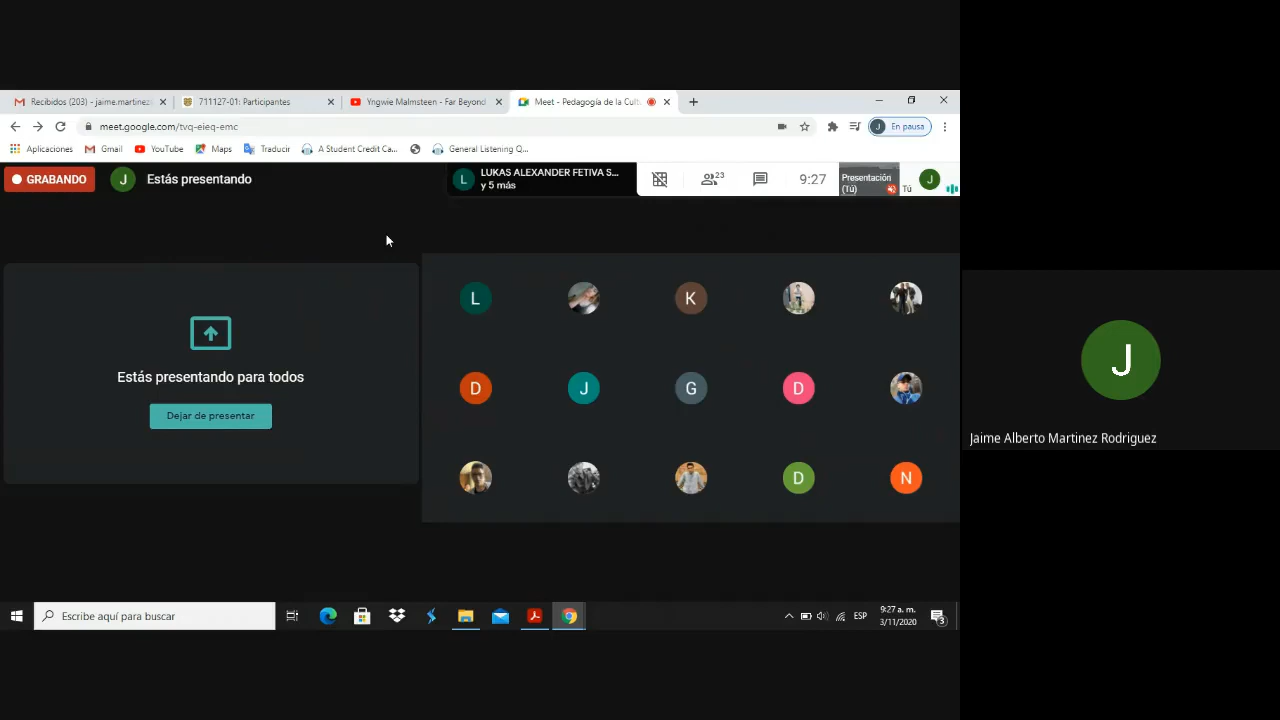 Recibidos (203) - jaime.martinez
711127-01: Participantes
Yngwie Malmsteen - Far Beyond
Meet - Pedagogía de la Cultu
meet.google.com/tvq-eieq-emc
En pausa
Aplicaciones
Gmail
YouTube
Maps
Traducir
A Student Credit Ca...
General Listening Q...
GRABANDO
J
Estás presentando
L
LUKAS ALEXANDER FETIVA S...
y 5 más
23
9:27
Presentación
(Tú)
Tú
J
L
K
Estás presentando para todos
Dejar de presentar
D
J
G
D
D
N
J
Jaime Alberto Martinez Rodriguez
Escribe aquí para buscar
ESP
9:27 a. m.
3/11/2020
3